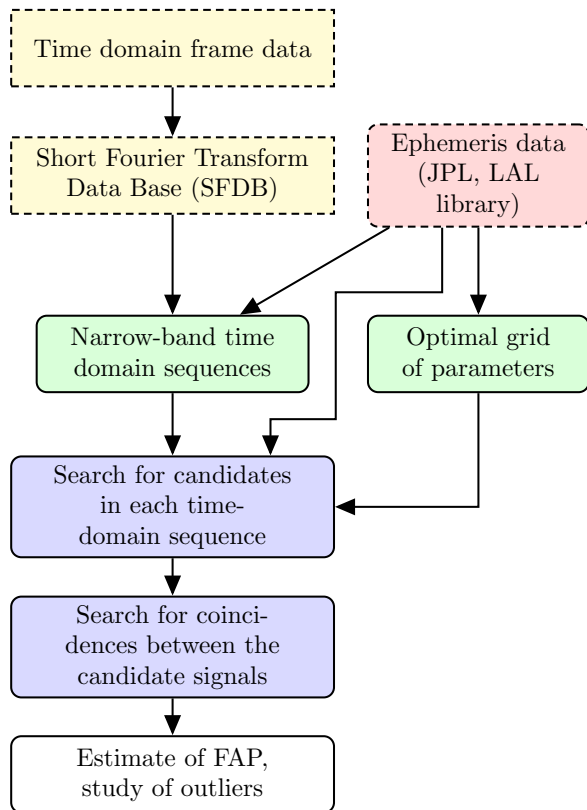 Time domain frame data
Short Fourier Transform
Data Base (SFDB)
Ephemeris data
(JPL, LAL
library)
Narrow-band time
domain sequences
Optimal grid
of parameters
Search for candidates
in each time-
domain sequence
Search for coinci-
dences between the
candidate signals
Estimate of FAP,
study of outliers